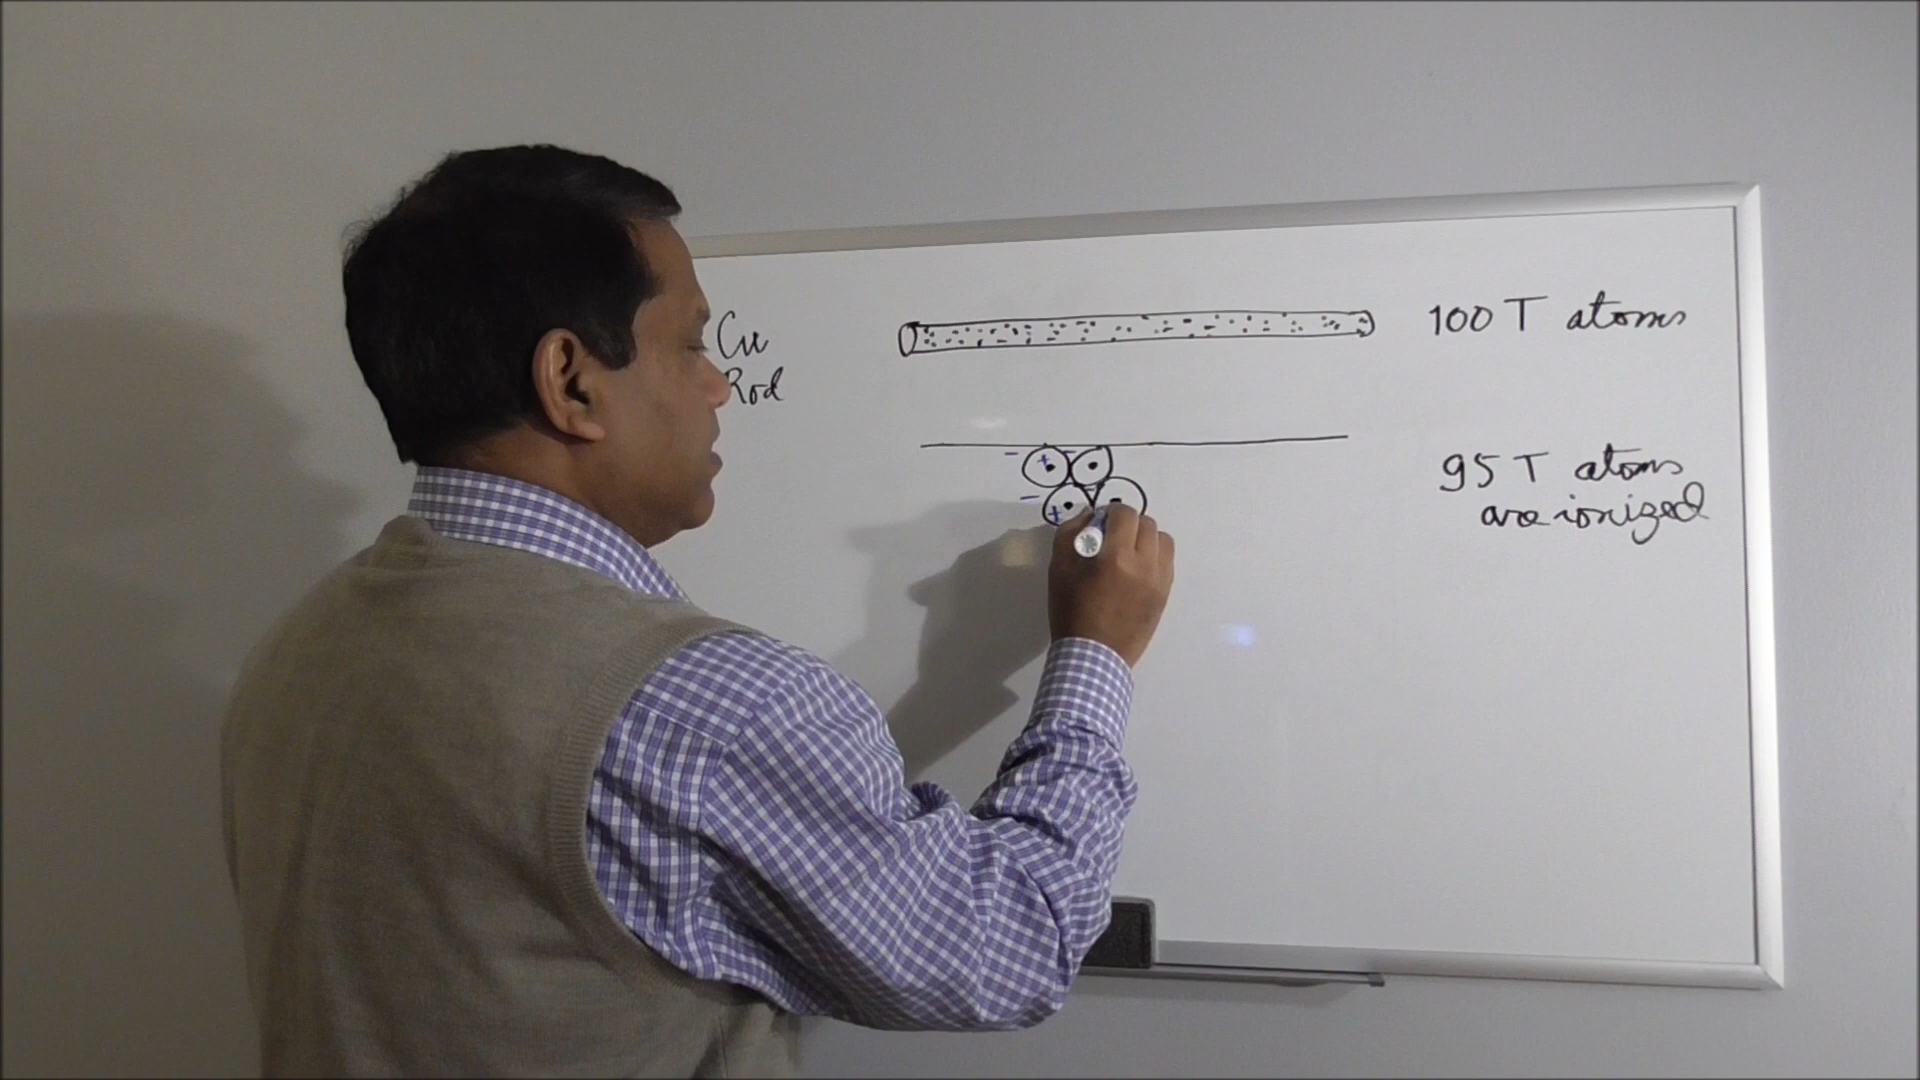 Cu
Rod
100 T atoms
- + -
- +
95 T atoms
are ionized